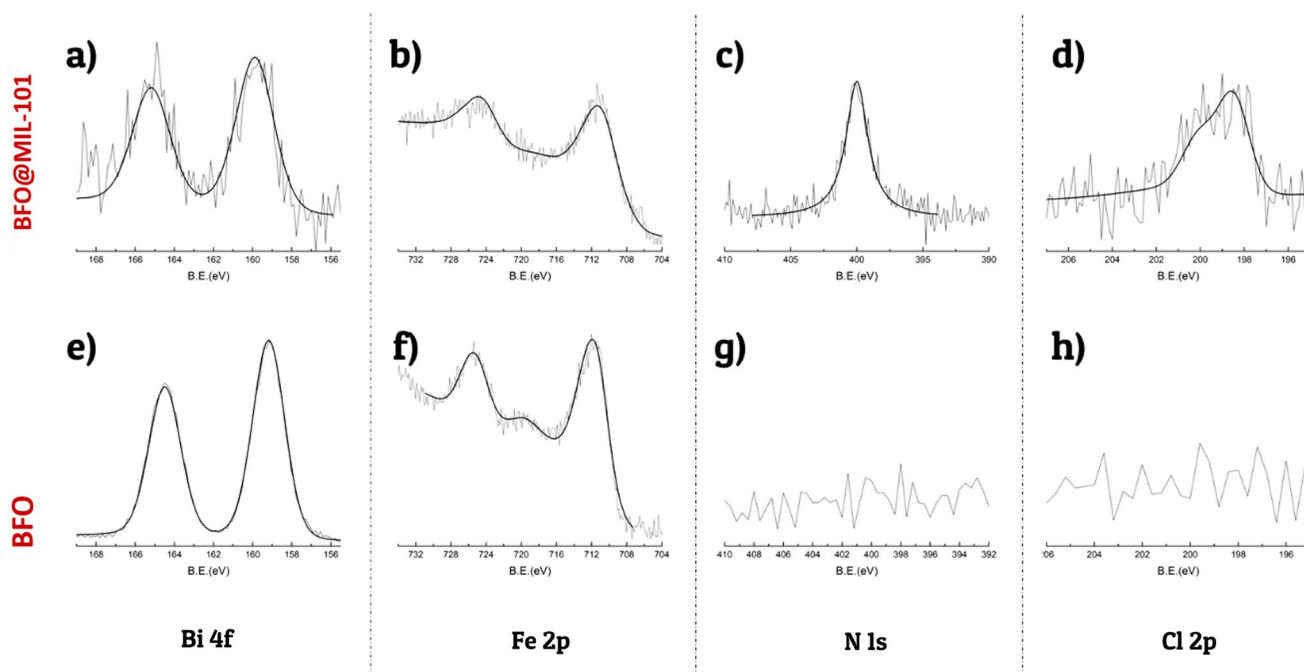 BFO@MIL-101
a)
168 166 164 162 160 158 156
B.E.(eV)
b)
732 728 724 720 716 712 708 704
B.E.(eV)
c)
410 405 400 395 390
B.E.(eV)
d)
206 204 202 200 198 196
B.E.(eV)
BFO
e)
168 166 164 162 160 158 156
B.E.(eV)
f)
732 728 724 720 716 712 708 704
B.E.(eV)
g)
410 408 406 404 402 401 400 398 396 394 392
B.E.(eV)
h)
06 204 202 200 198 196
B.E.(eV)
Bi 4f
Fe 2p
N 1s
Cl 2p